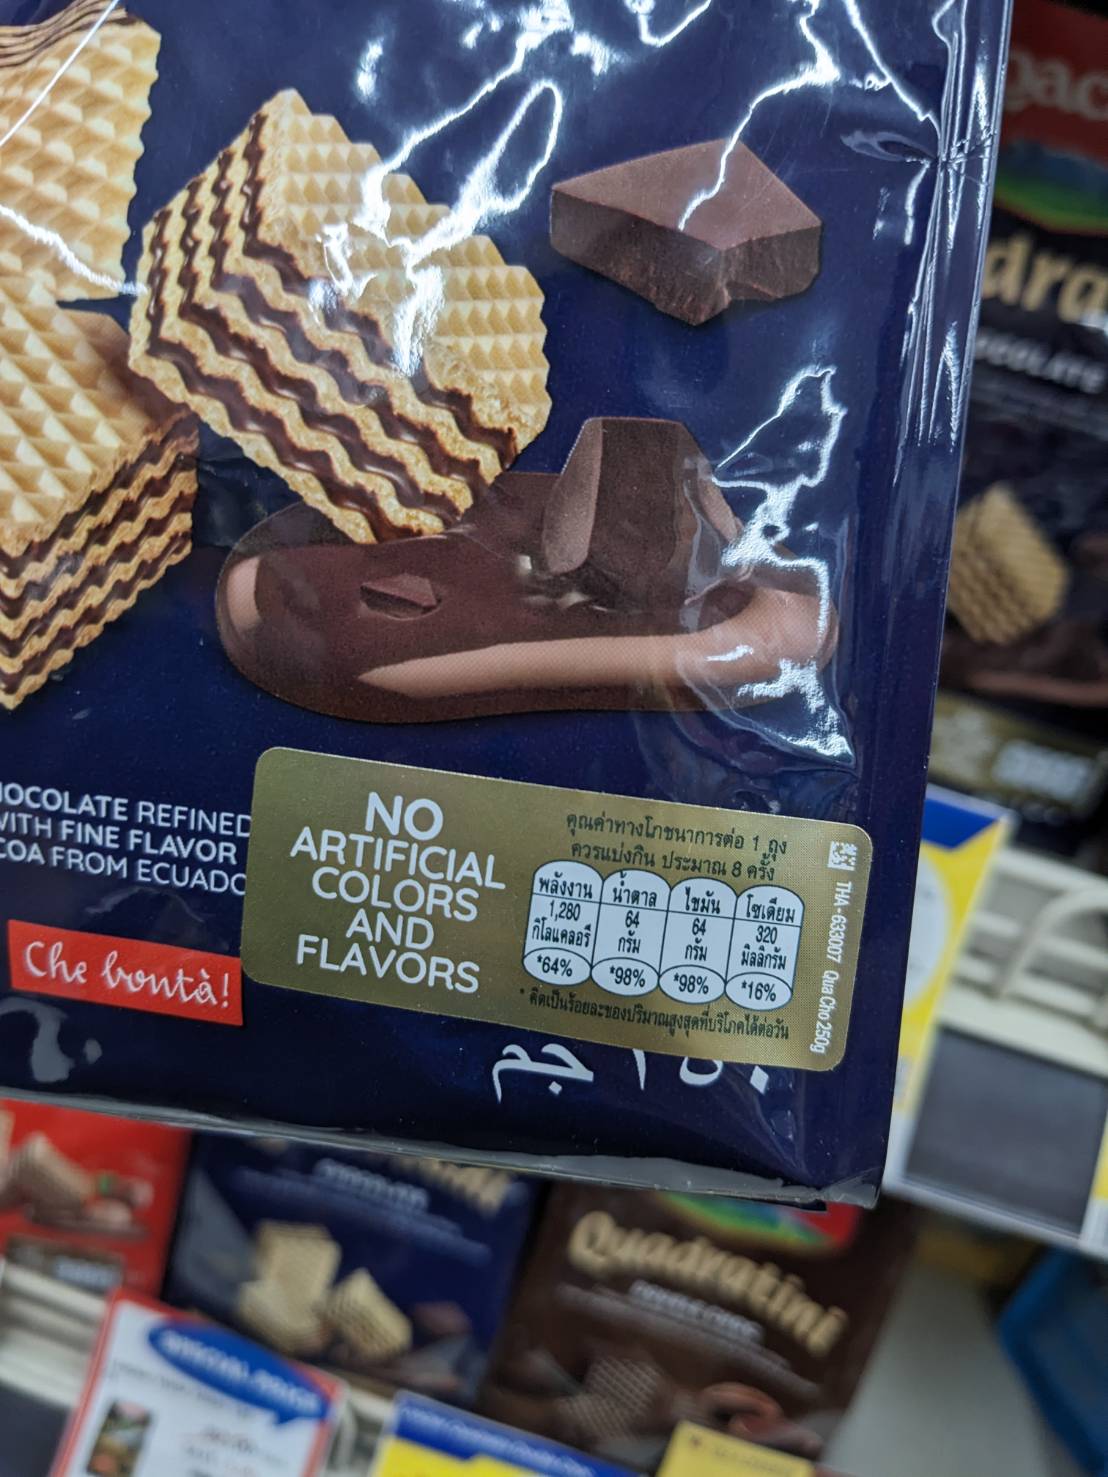 dra
OCOLATE
OCOLATE REFINED
WITH FINE FLAVOR
COA FROM ECUADO
Che bontà!
NO
ARTIFICIAL
COLORS
AND
FLAVORS
คุณค่าทางโภชนาการต่อ 1 ถุง
ควรแบ่งกิน ประมาณ 8 ครั้ง
พลังงาน น้ำตาล ไขมัน โซเดียม
1,280 64 64 320
กิโลแคลอรี กรัม กรัม มิลลิกรัม
*64% *98% *98% *16%
* คิดเป็นร้อยละของปริมาณสูงสุดที่บริโภคได้ต่อวัน
THA-633007 Qua Cho 250g
جم
Quadratini